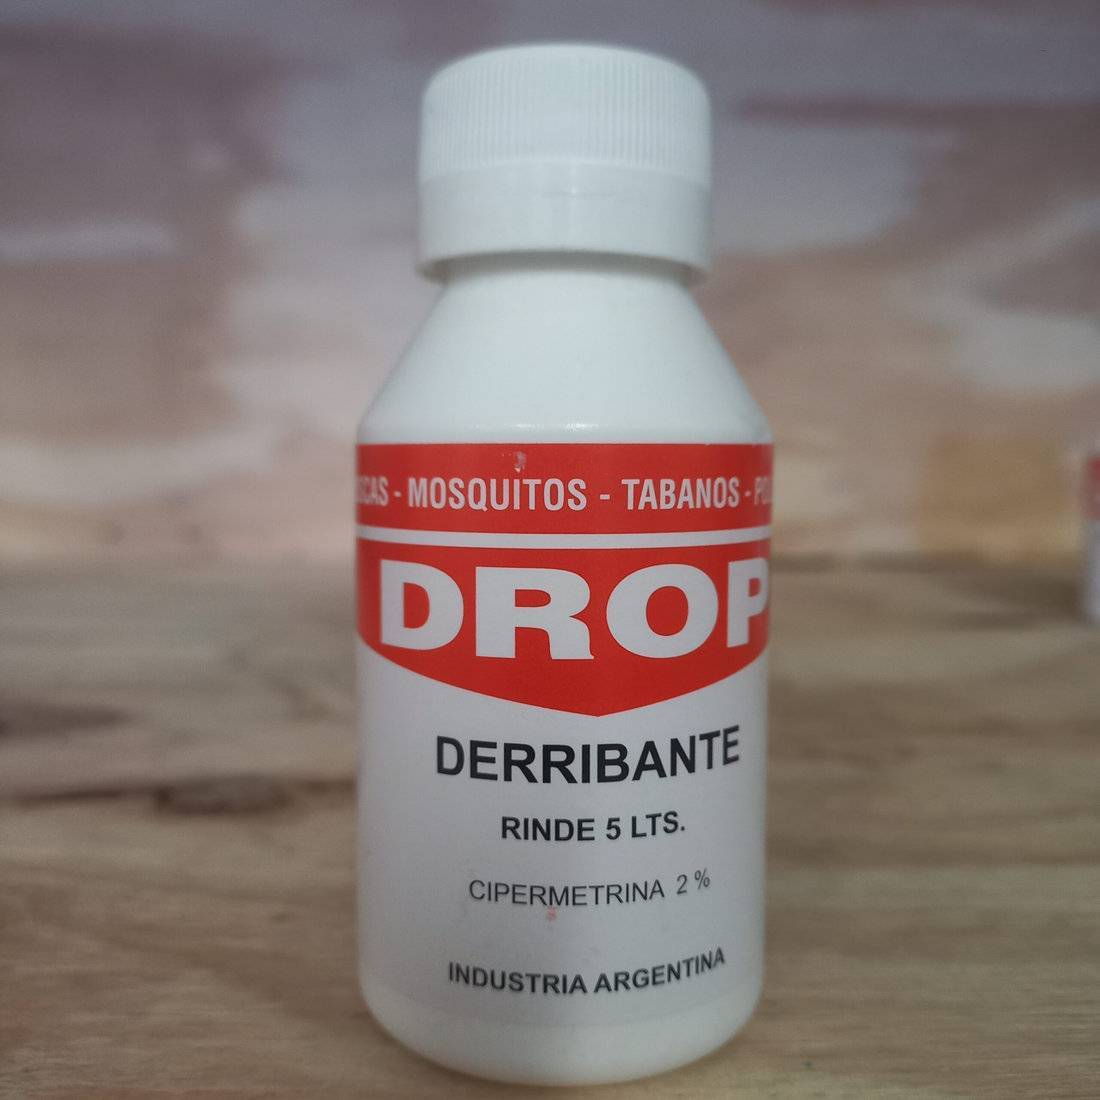 - MOSQUITOS - TABANOS -
DROP
DERRIBANTE
RINDE 5 LTS.
CIPERMETRINA 2 %
INDUSTRIA ARGENTINA